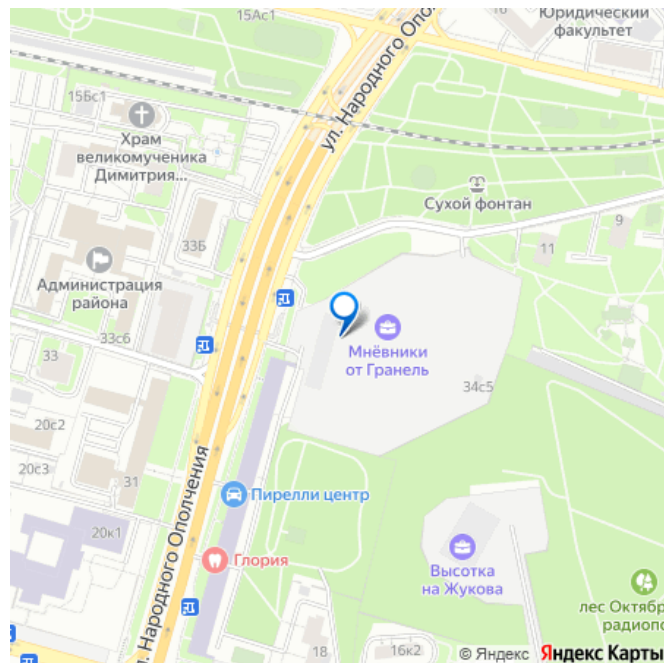 15Ас1
Юридический
факультет
ул. Народного Опо
15Бс1
Храм
великомученика
Димитрия...
Сухой фонтан
9
11
33Б
Администрация
района
33с6
33
Мнёвники
от Гранель
34с5
20с2
20с3
31
20к1
ул. Народного Ополчения
Пирелли центр
Глория
Высотка
на Жукова
лес Октябр
радиопо
18
16к2
© Яндекс Яндекс Карты